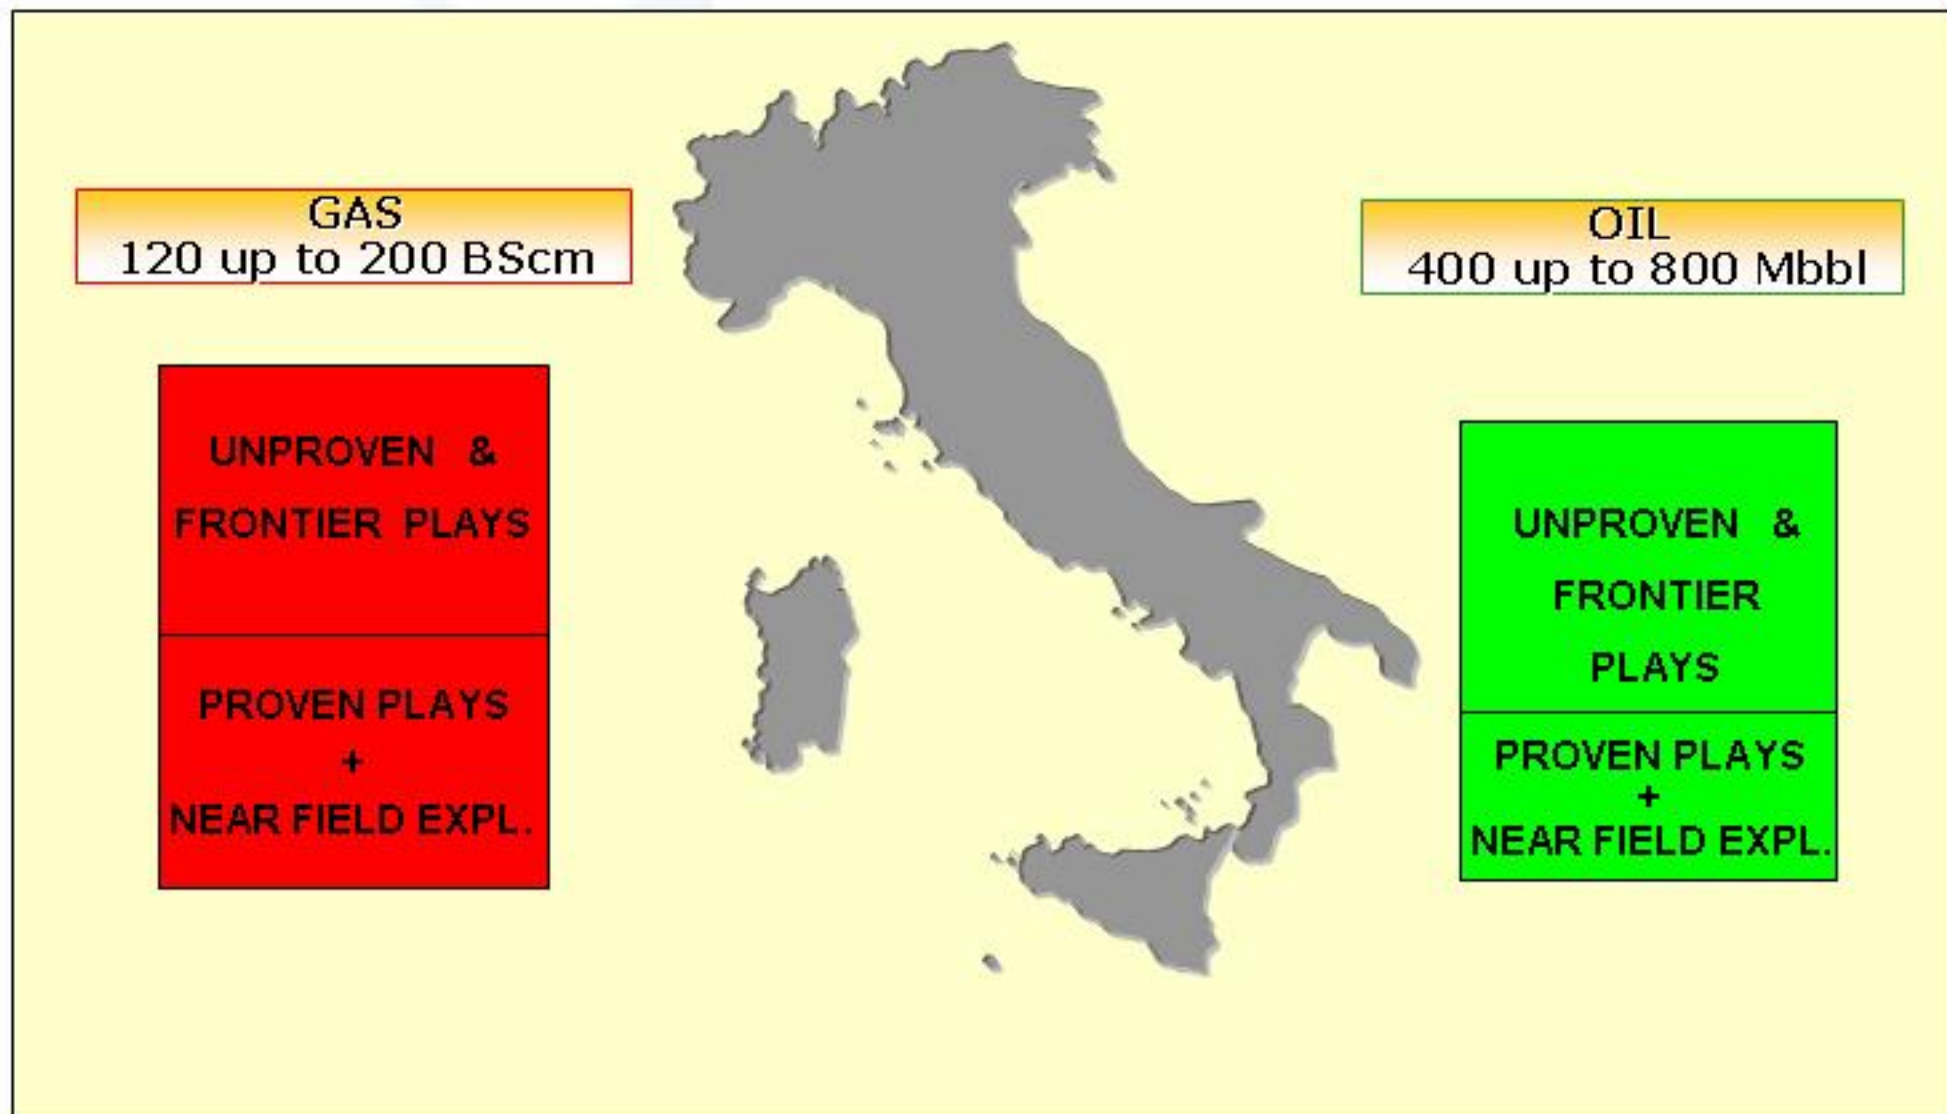 GAS
120 up to 200 BScm
UNPROVEN &
FRONTIER PLAYS
PROVEN PLAYS
+
NEAR FIELD EXPL.
OIL
400 up to 800 Mbbl
UNPROVEN &
FRONTIER
PLAYS
PROVEN PLAYS
+
NEAR FIELD EXPL.